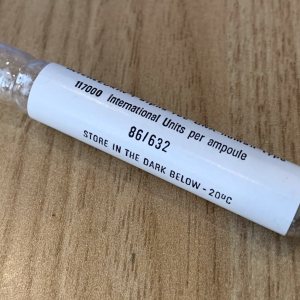 117000 International Units per ampoule
86/632
STORE IN THE DARK BELOW - 20ºC